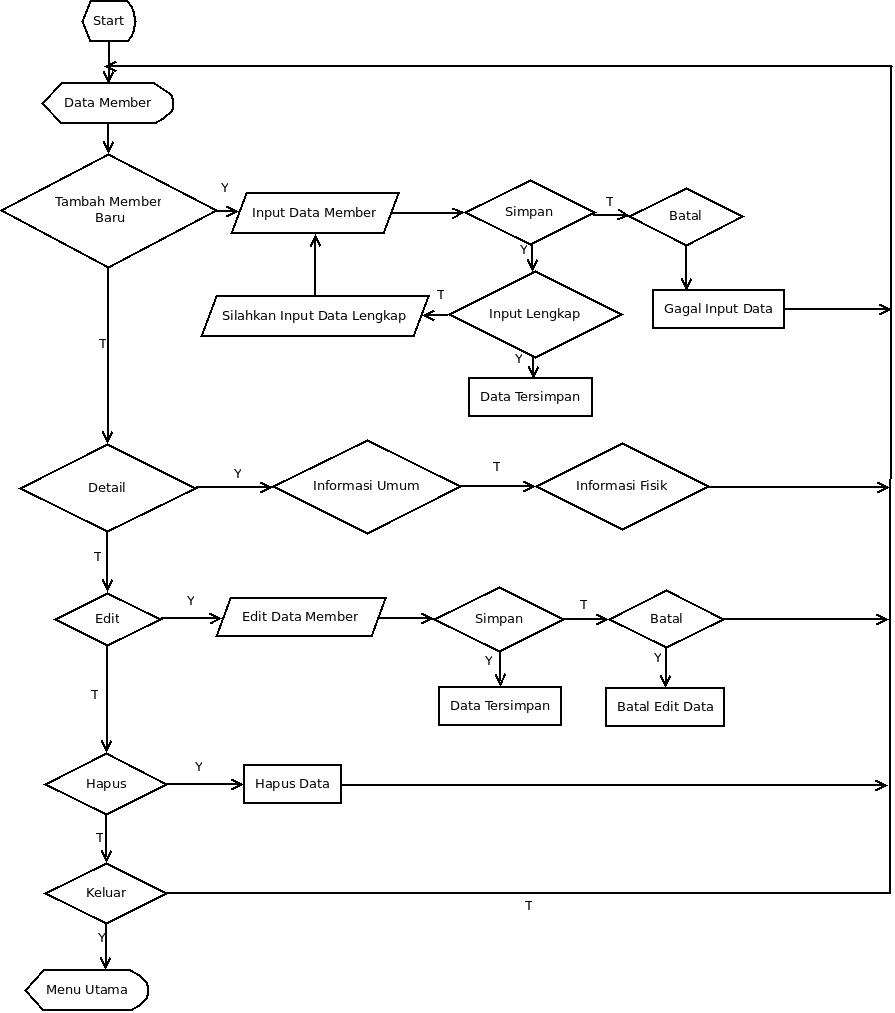 Start
Data Member
Tambah Member
Baru
Y
Input Data Member
Simpan
T
Batal
Y
Silahkan Input Data Lengkap
T
Input Lengkap
Gagal Input Data
T
Y
Data Tersimpan
Detail
Y
Informasi Umum
T
Informasi Fisik
T
Edit
Y
Edit Data Member
Simpan
T
Batal
Y
Y
T
Data Tersimpan
Batal Edit Data
Hapus
Y
Hapus Data
T
Keluar
T
Y
Menu Utama